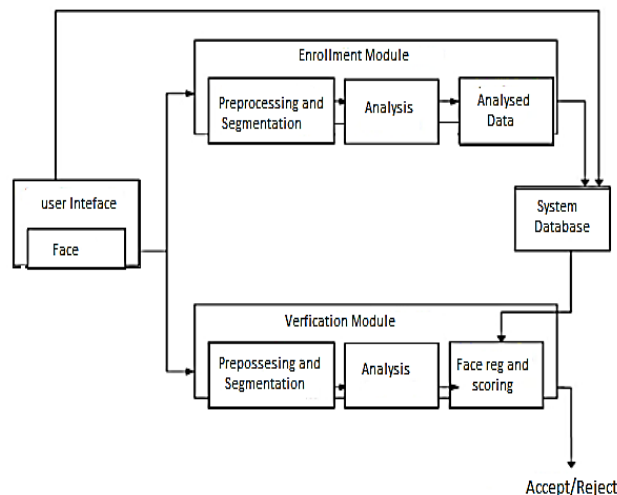 Enrollment Module
Preprocessing and
Segmentation
Analysis
Analysed
Data
user Inteface
Face
System
Database
Verfication Module
Prepossesing and
Segmentation
Analysis
Face reg and
scoring
Accept/Reject